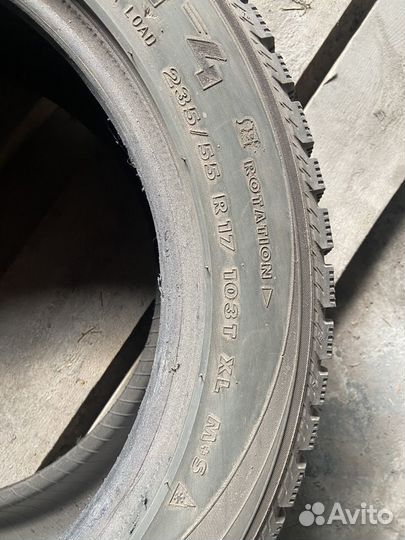 LOAD
235/55 R17 103T XL M+S
ROTATION
Avito